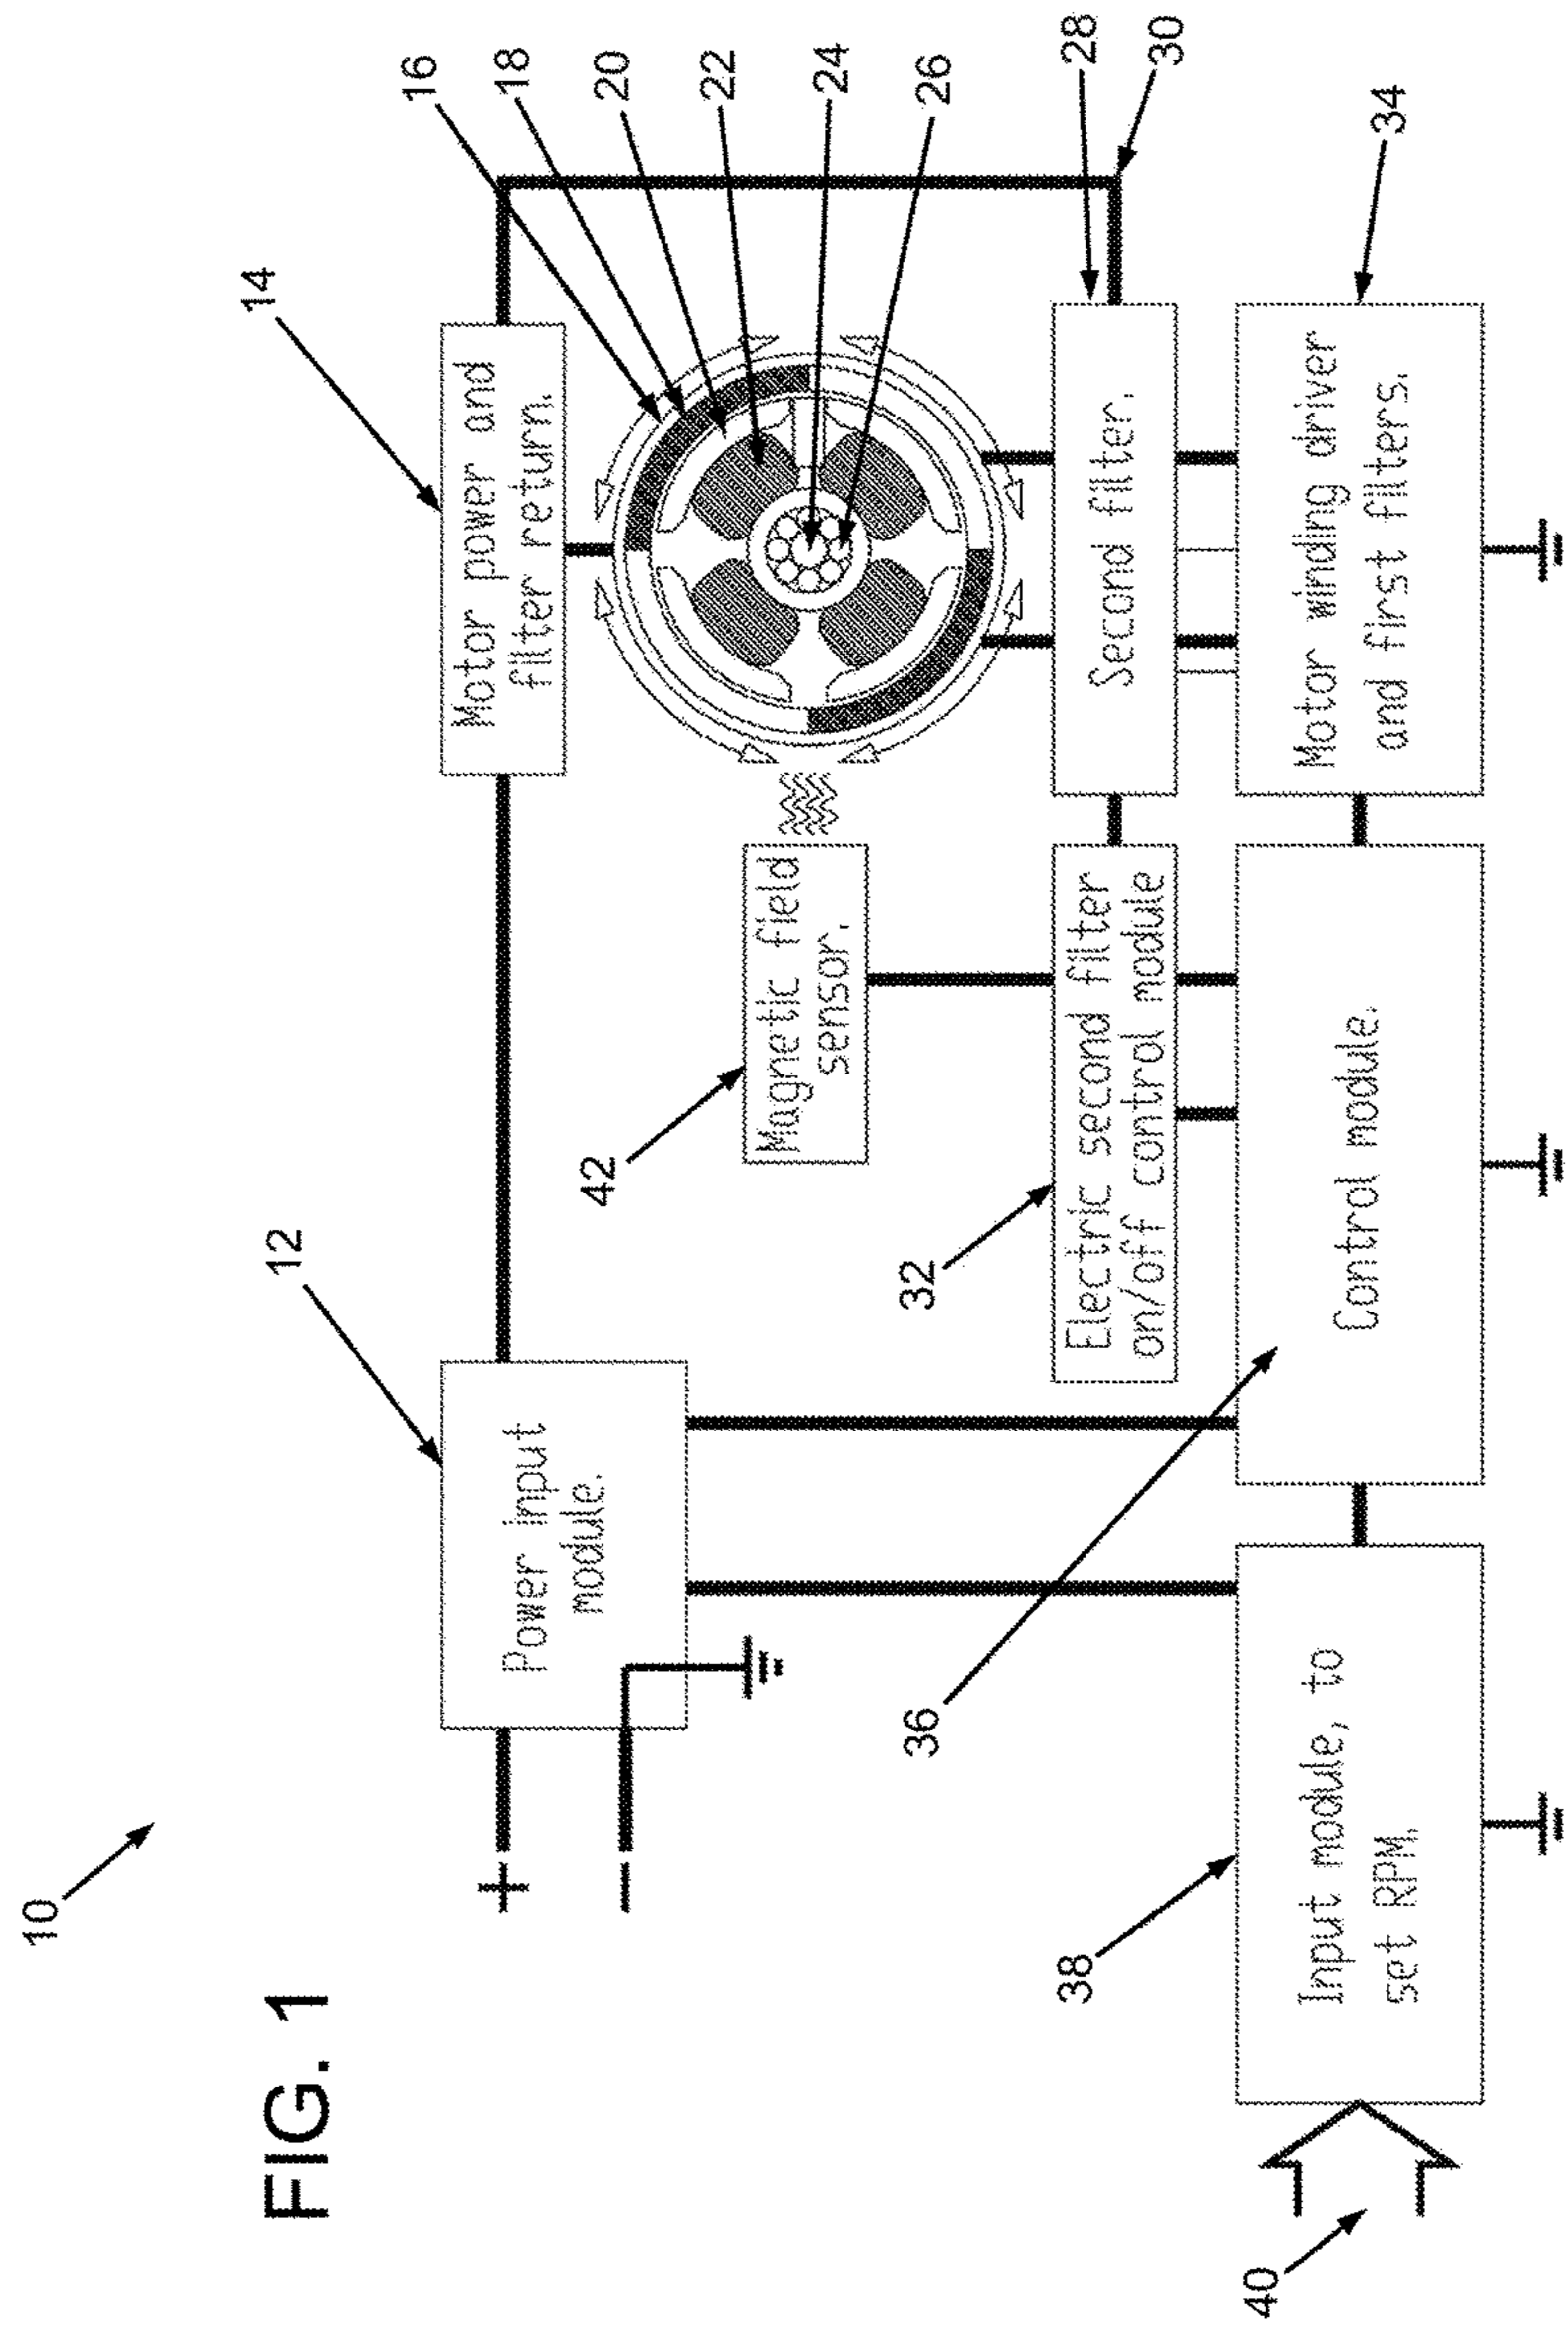 FIG. 1
10
12
14
16
18
20
22
24
26
28
30
34
Motor power and
filter return.
Power input
module.
+
−
42
Magnetic field
sensor.
32
Electric second filter
on/off control module
Second filter.
Motor winding driver
and first filters.
36
Control module.
38
Input module, to
set RPM.
40